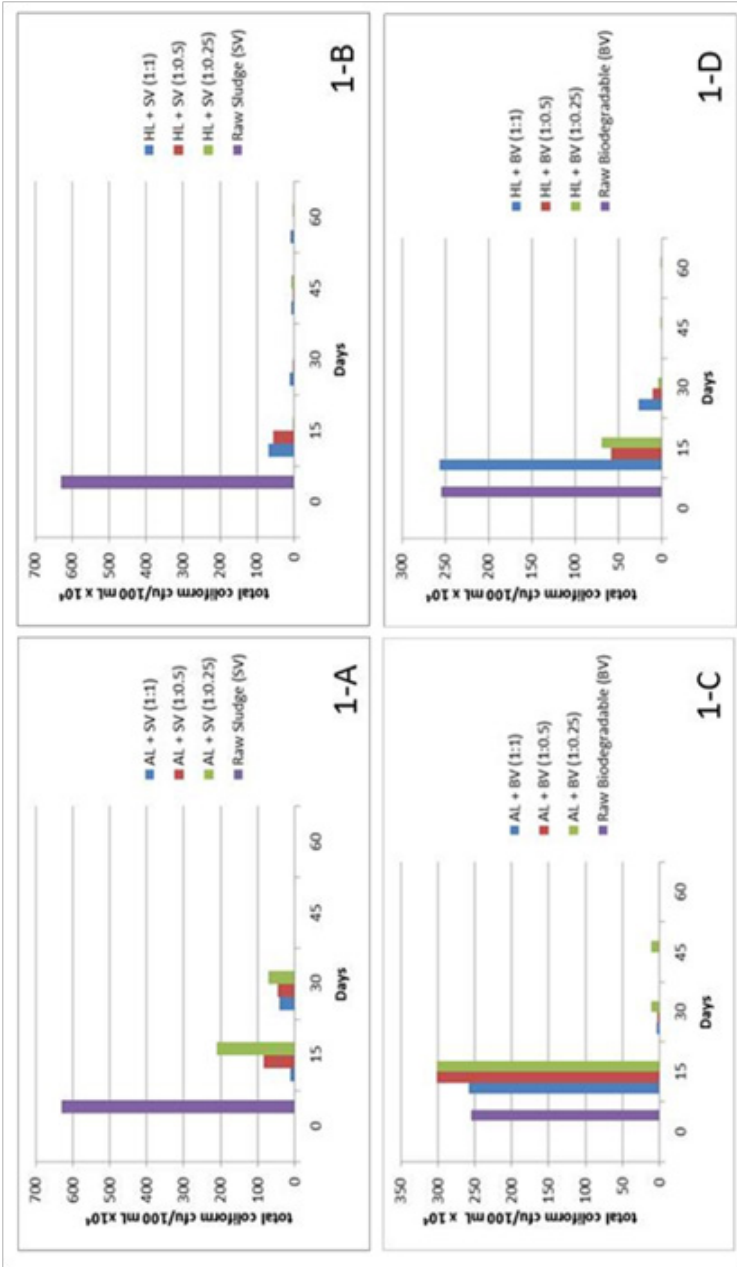 total coliform cfu/100 mL x10⁴
700
600
500
400
300
200
100
0
0
15
30
45
60
Days
AL + SV (1:1)
AL + SV (1:0.5)
AL + SV (1:0.25)
Raw Sludge (SV)
1-A
total coliform cfu/100 mL x 10⁴
700
600
500
400
300
200
100
0
0
15
30
45
60
Days
HL + SV (1:1)
HL + SV (1:0.5)
HL + SV (1:0.25)
Raw Sludge (SV)
1-B
total coliform cfu/100 mL x 10⁴
350
300
250
200
150
100
50
0
0
15
30
45
60
Days
AL + BV (1:1)
AL + BV (1:0.5)
AL + BV (1:0.25)
Raw Biodegradable (BV)
1-C
total coliform cfu/100 mL x 10⁴
300
250
200
150
100
50
0
0
15
30
45
60
Days
HL + BV (1:1)
HL + BV (1:0.5)
HL + BV (1:0.25)
Raw Biodegradable (BV)
1-D